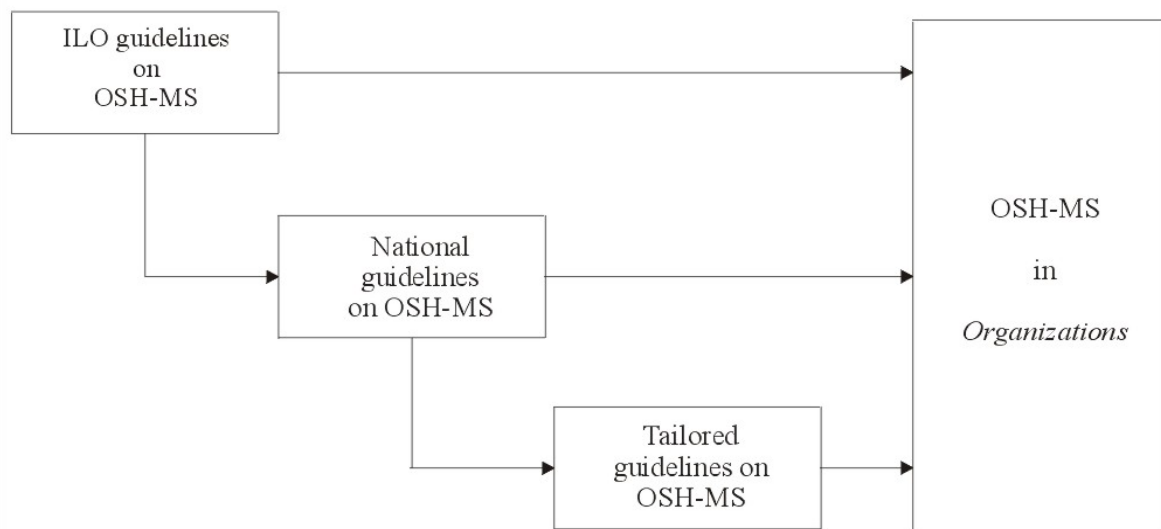 ILO guidelines
on
OSH-MS
National
guidelines
on OSH-MS
Tailored
guidelines on
OSH-MS
OSH-MS
in
Organizations